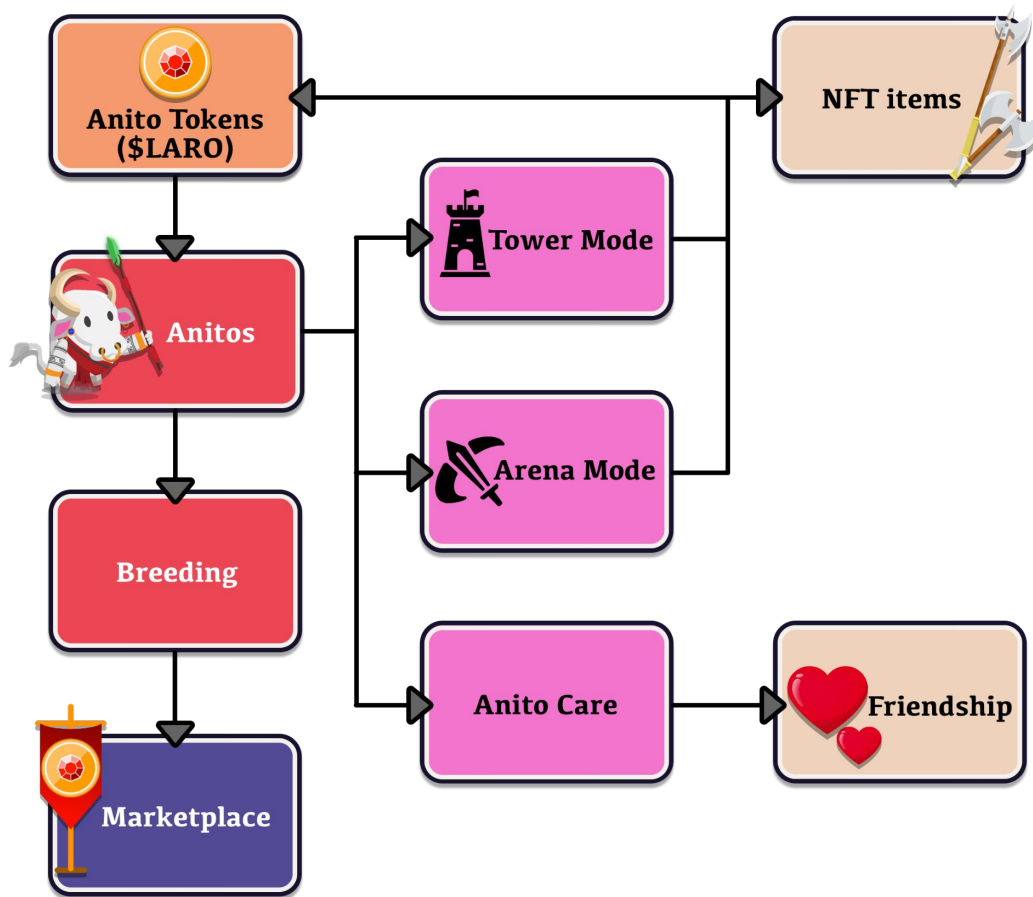 Anito Tokens
($LARO)
NFT items
Tower Mode
Anitos
Arena Mode
Breeding
Anito Care
Friendship
Marketplace